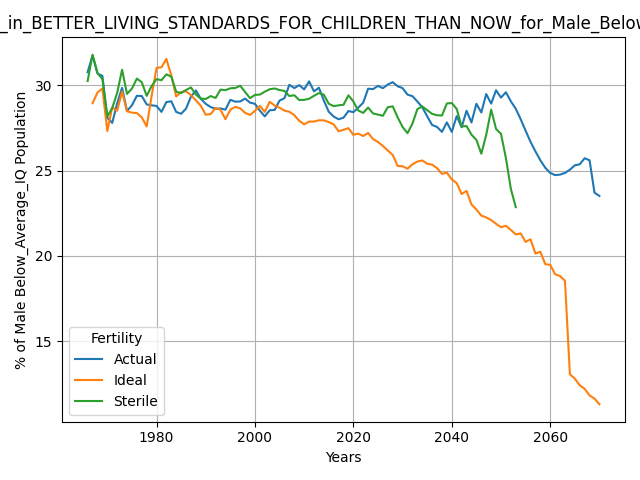 _in_BETTER_LIVING_STANDARDS_FOR_CHILDREN_THAN_NOW_for_Male_Below
% of Male Below_Average_IQ Population
30
25
20
15
Fertility
Actual
Ideal
Sterile
1980
2000
2020
2040
2060
Years